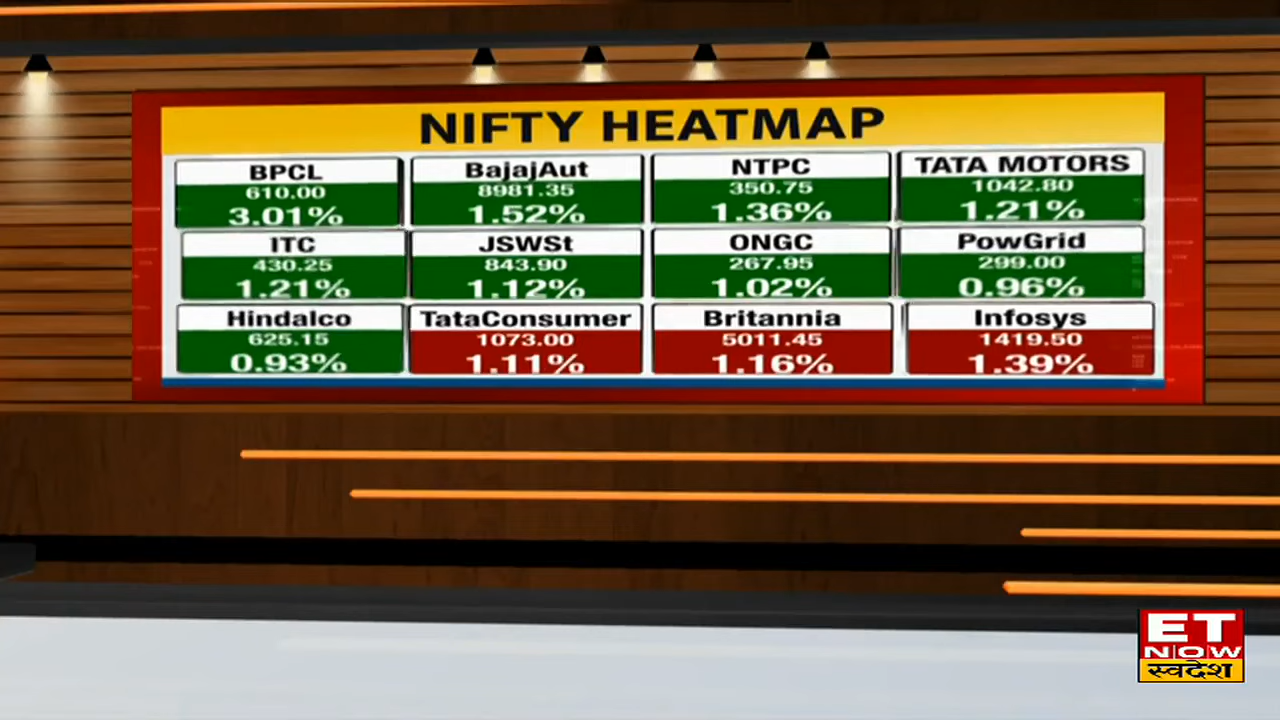 NIFTY HEATMAP
BPCL
610.00
3.01%
BajajAut
8981.35
1.52%
NTPC
350.75
1.36%
TATA MOTORS
1042.80
1.21%
ITC
430.25
1.21%
JSWSt
843.90
1.12%
ONGC
267.95
1.02%
PowGrid
299.00
0.96%
Hindalco
625.15
0.93%
TataConsumer
1073.00
1.11%
Britannia
5011.45
1.16%
Infosys
1419.50
1.39%
ET
NOW
स्वदेश